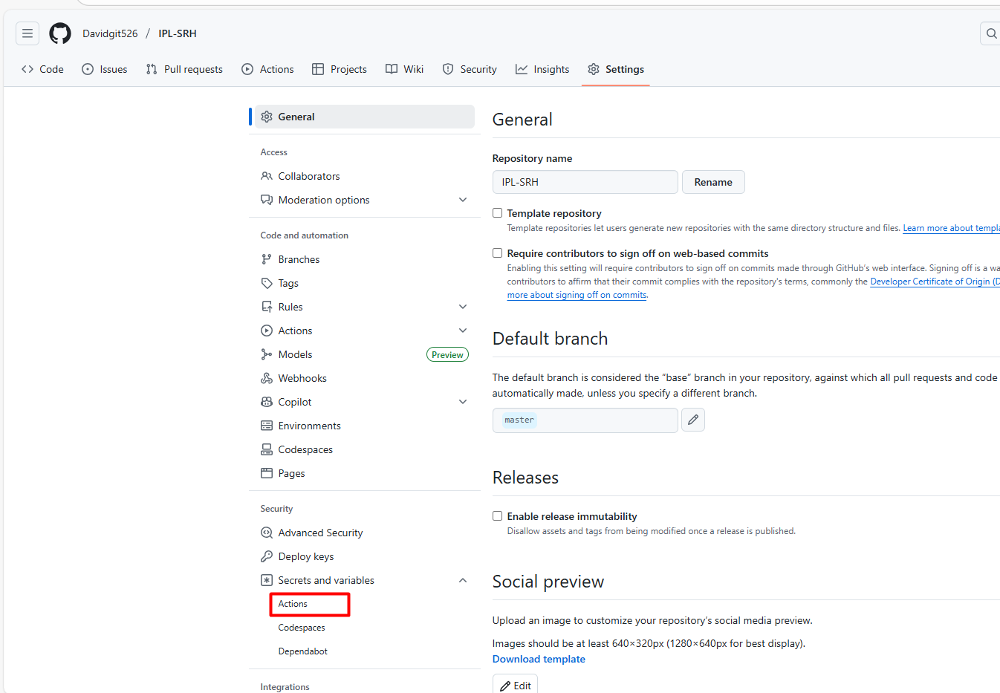 Davidgit526 / IPL-SRH
Code Issues Pull requests Actions Projects Wiki Security Insights Settings
General
Access
Collaborators
Moderation options
Code and automation
Branches
Tags
Rules
Actions
Models Preview
Webhooks
Copilot
Environments
Codespaces
Pages
Security
Advanced Security
Deploy keys
Secrets and variables
Actions
Codespaces
Dependabot
Integrations
General
Repository name
IPL-SRH Rename
Template repository
Template repositories let users generate new repositories with the same directory structure and files. Learn more about templa
Require contributors to sign off on web-based commits
Enabling this setting will require contributors to sign off on commits made through GitHub's web interface. Signing off is a wa
contributors to affirm that their commit complies with the repository's terms, commonly the Developer Certificate of Origin (D
more about signing off on commits.
Default branch
The default branch is considered the “base” branch in your repository, against which all pull requests and code
automatically made, unless you specify a different branch.
master
Releases
Enable release immutability
Disallow assets and tags from being modified once a release is published.
Social preview
Upload an image to customize your repository's social media preview.
Images should be at least 640×320px (1280×640px for best display).
Download template
Edit